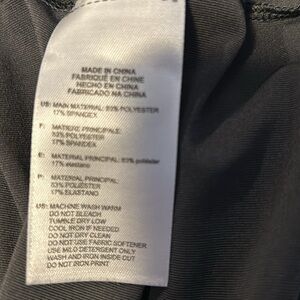 MADE IN CHINA
FABRIQUÉ EN CHINE
HECHO EN CHINA
FABRICADO NA CHINA
US: MAIN MATERIAL: 83% POLYESTER
17% SPANDEX
F: MATIERE PRINCIPALE:
83% POLYESTER
17% SPANDEX
E: MATERIAL PRINCIPAL: 83% poliéster
17% elastano
P: MATERIAL PRINCIPAL:
83% POLIÉSTER
17% ELASTANO
US: MACHINE WASH WARM
DO NOT BLEACH
TUMBLE DRY LOW
COOL IRON IF NEEDED
DO NOT DRY CLEAN
DO NOT USE FABRIC SOFTENER
USE MILD DETERGENT ONLY
WASH AND IRON INSIDE OUT
DO NOT IRON PRINT